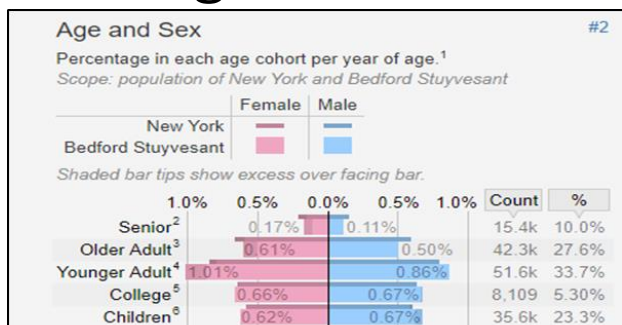 Age and Sex #2
Percentage in each age cohort per year of age.1
Scope: population of New York and Bedford Stuyvesant
Female Male
New York
Bedford Stuyvesant
Shaded bar tips show excess over facing bar.
1.0% 0.5% 0.0% 0.5% 1.0% Count %
Senior2 0.17% 0.11% 15.4k 10.0%
Older Adult3 0.61% 0.50% 42.3k 27.6%
Younger Adult4 1.01% 0.86% 51.6k 33.7%
College5 0.66% 0.67% 8,109 5.30%
Children6 0.62% 0.67% 35.6k 23.3%